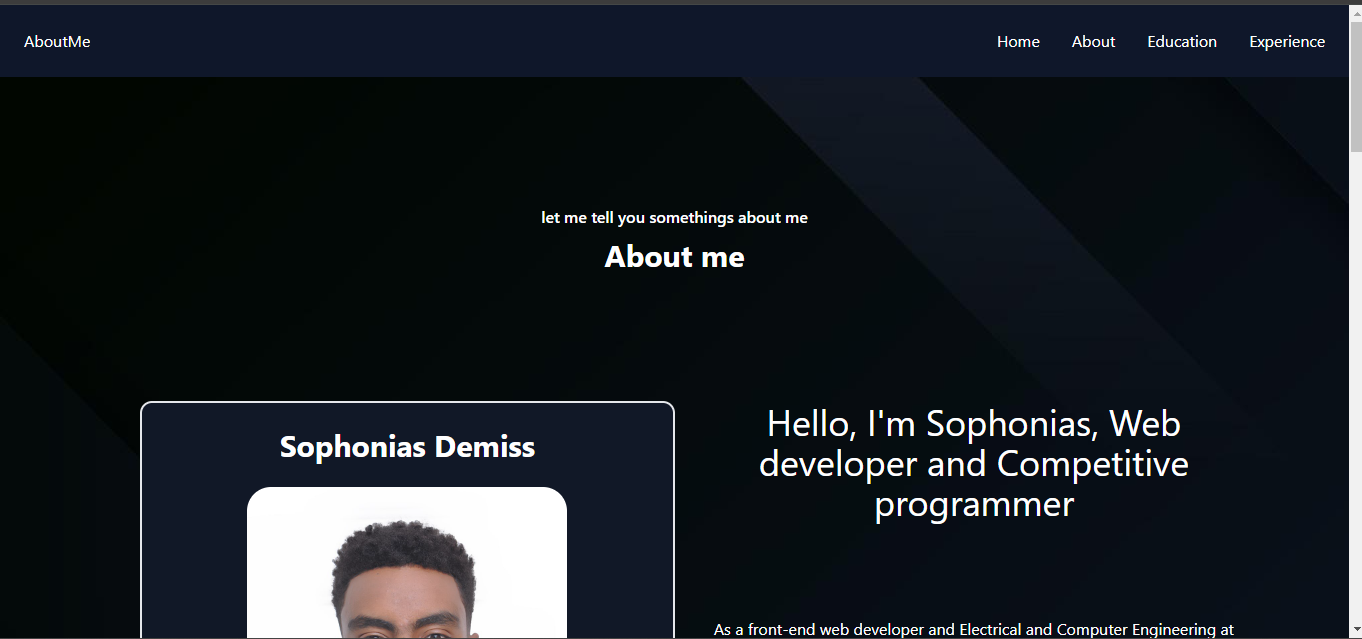 AboutMe
Home About Education Experience
let me tell you somethings about me
About me
Sophonias Demiss
Hello, I'm Sophonias, Web
developer and Competitive
programmer
As a front-end web developer and Electrical and Computer Engineering at